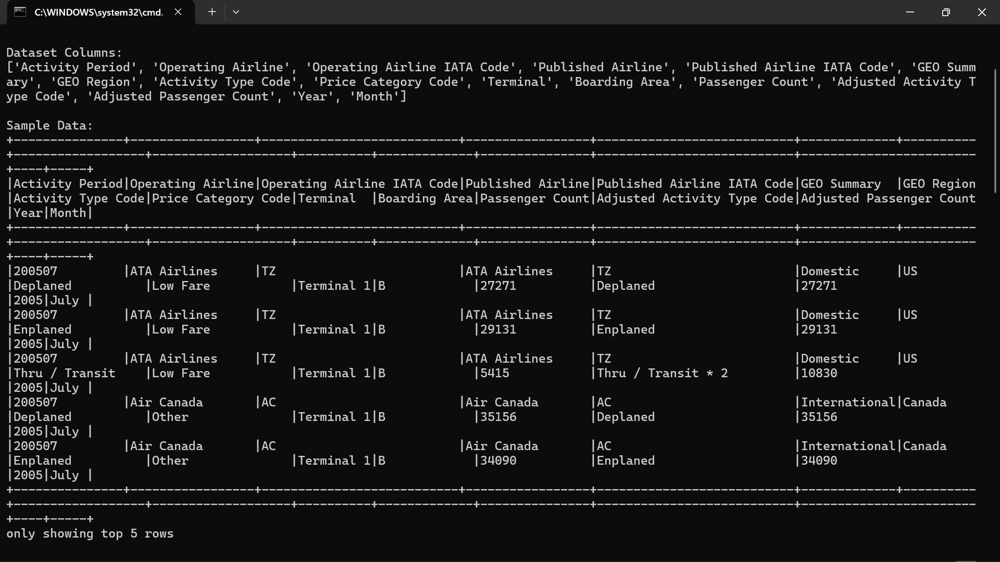 C:\WINDOWS\system32\cmd.
Dataset Columns:
['Activity Period', 'Operating Airline', 'Operating Airline IATA Code', 'Published Airline', 'Published Airline IATA Code', 'GEO Summ
ary', 'GEO Region', 'Activity Type Code', 'Price Category Code', 'Terminal', 'Boarding Area', 'Passenger Count', 'Adjusted Activity T
ype Code', 'Adjusted Passenger Count', 'Year', 'Month']
Sample Data:
+---------------+-----------------+---------------------------+-----------------+---------------------------+-------------+----------
+------------------+-------------------+----------+-------------+---------------+---------------------------+------------------------
+----+-----+
|Activity Period|Operating Airline|Operating Airline IATA Code|Published Airline|Published Airline IATA Code|GEO Summary  |GEO Region
|Activity Type Code|Price Category Code|Terminal  |Boarding Area|Passenger Count|Adjusted Activity Type Code|Adjusted Passenger Count
|Year|Month|
+---------------+-----------------+---------------------------+-----------------+---------------------------+-------------+----------
+------------------+-------------------+----------+-------------+---------------+---------------------------+------------------------
+----+-----+
|200507         |ATA Airlines     |TZ                         |ATA Airlines     |TZ                         |Domestic     |US
|Deplaned          |Low Fare           |Terminal 1|B            |27271          |Deplaned                   |27271
|2005|July |
|200507         |ATA Airlines     |TZ                         |ATA Airlines     |TZ                         |Domestic     |US
|Enplaned          |Low Fare           |Terminal 1|B            |29131          |Enplaned                   |29131
|2005|July |
|200507         |ATA Airlines     |TZ                         |ATA Airlines     |TZ                         |Domestic     |US
|Thru / Transit    |Low Fare           |Terminal 1|B            |5415           |Thru / Transit * 2         |10830
|2005|July |
|200507         |Air Canada       |AC                         |Air Canada       |AC                         |International|Canada
|Deplaned          |Other              |Terminal 1|B            |35156          |Deplaned                   |35156
|2005|July |
|200507         |Air Canada       |AC                         |Air Canada       |AC                         |International|Canada
|Enplaned          |Other              |Terminal 1|B            |34090          |Enplaned                   |34090
|2005|July |
+---------------+-----------------+---------------------------+-----------------+---------------------------+-------------+----------
+------------------+-------------------+----------+-------------+---------------+---------------------------+------------------------
+----+-----+
only showing top 5 rows